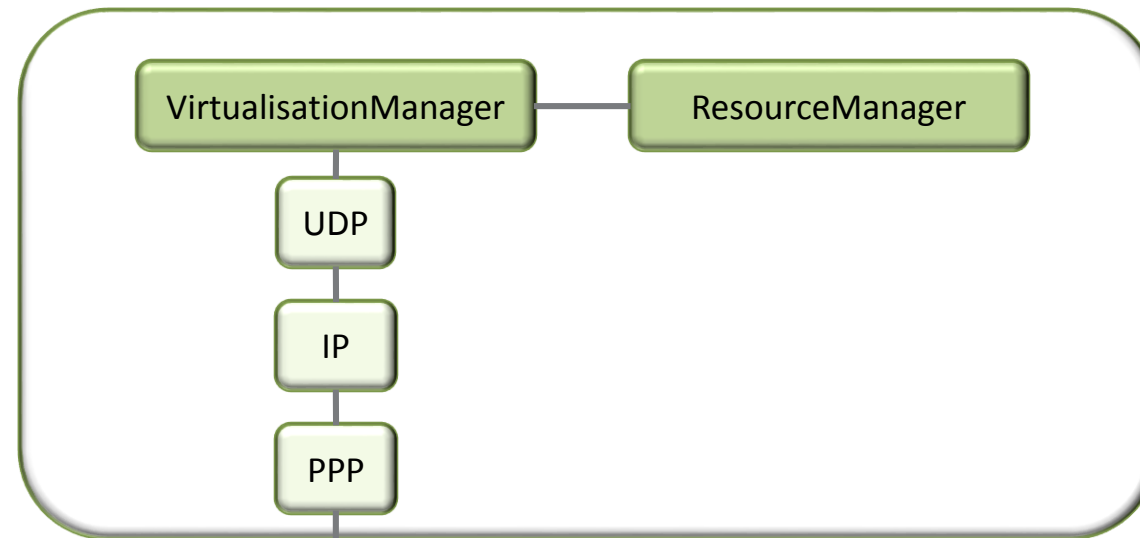 VirtualisationManager
ResourceManager
UDP
IP
PPP